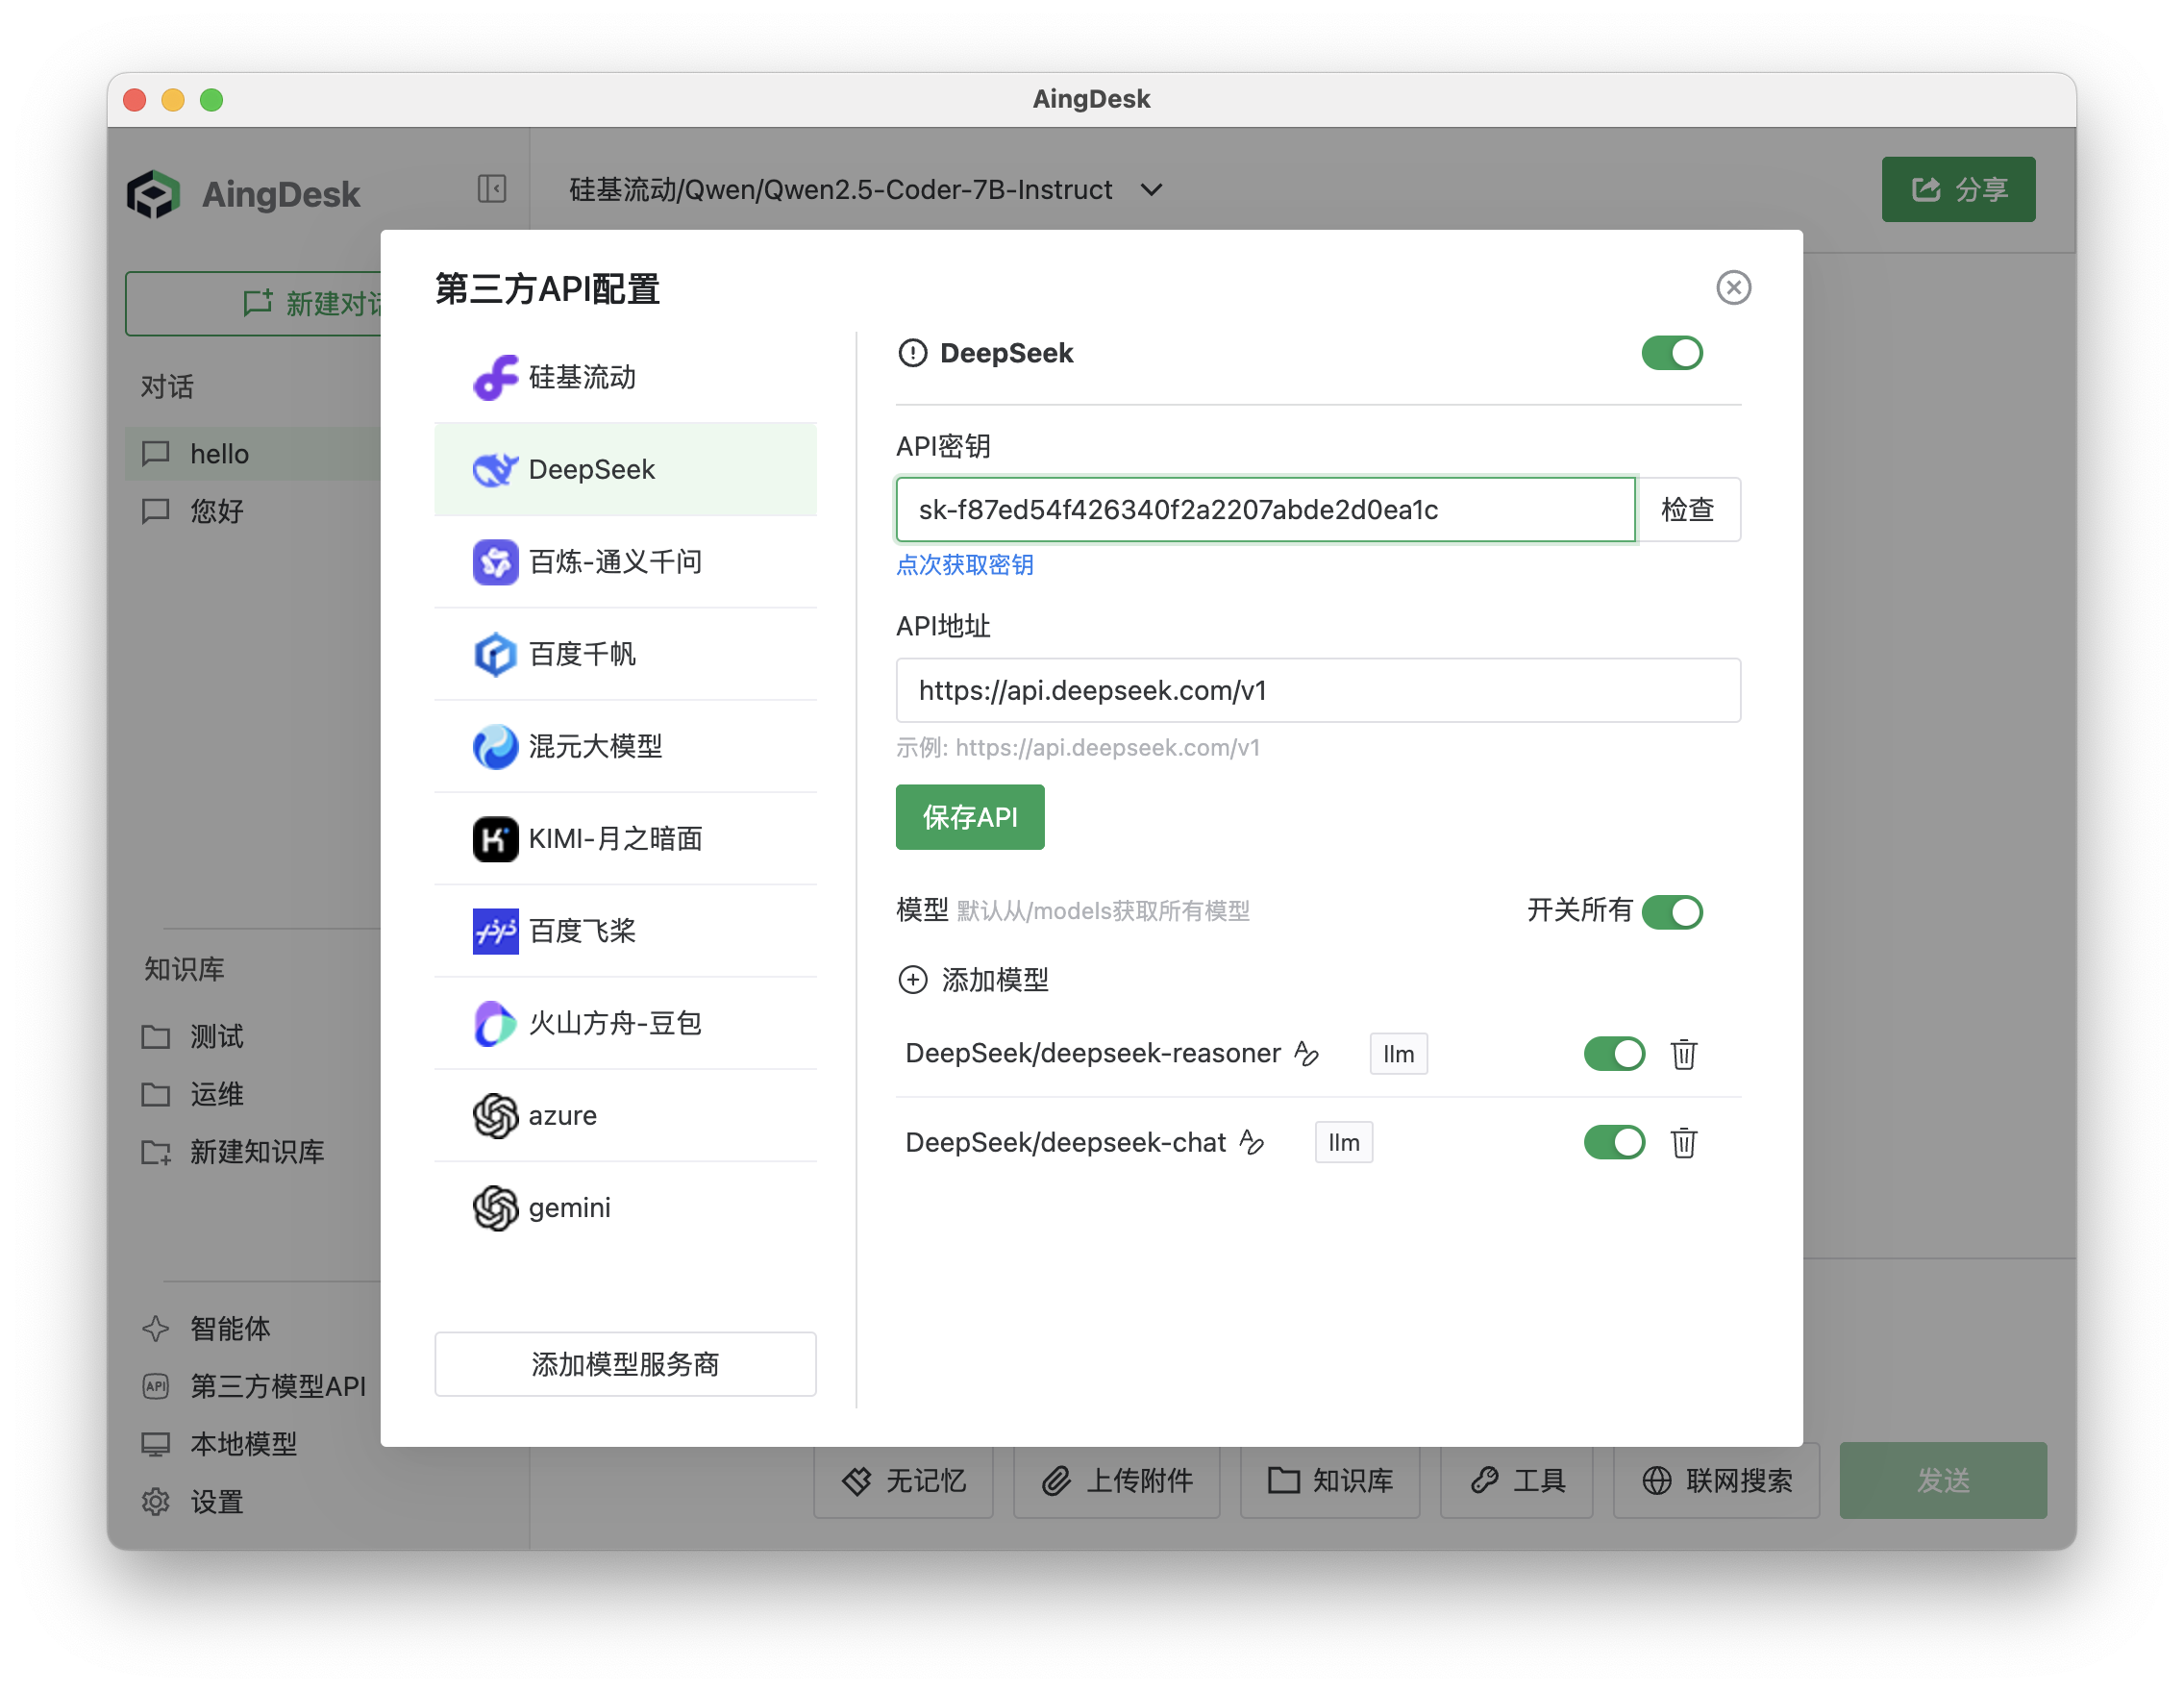 AingDesk
AingDesk
硅基流动/Qwen/Qwen2.5-Coder-7B-Instruct
分享
新建对话
对话
hello
您好
知识库
测试
运维
新建知识库
智能体
API 第三方模型API
本地模型
设置
第三方API配置
硅基流动
DeepSeek
百炼-通义千问
百度千帆
混元大模型
KIMI-月之暗面
百度飞桨
火山方舟-豆包
azure
gemini
添加模型服务商
DeepSeek
API密钥
sk-f87ed54f426340f2a2207abde2d0ea1c
检查
点次获取密钥
API地址
https://api.deepseek.com/v1
示例: https://api.deepseek.com/v1
保存API
模型 默认从/models获取所有模型
开关所有
添加模型
DeepSeek/deepseek-reasoner llm
DeepSeek/deepseek-chat llm
无记忆
上传附件
知识库
工具
联网搜索
发送